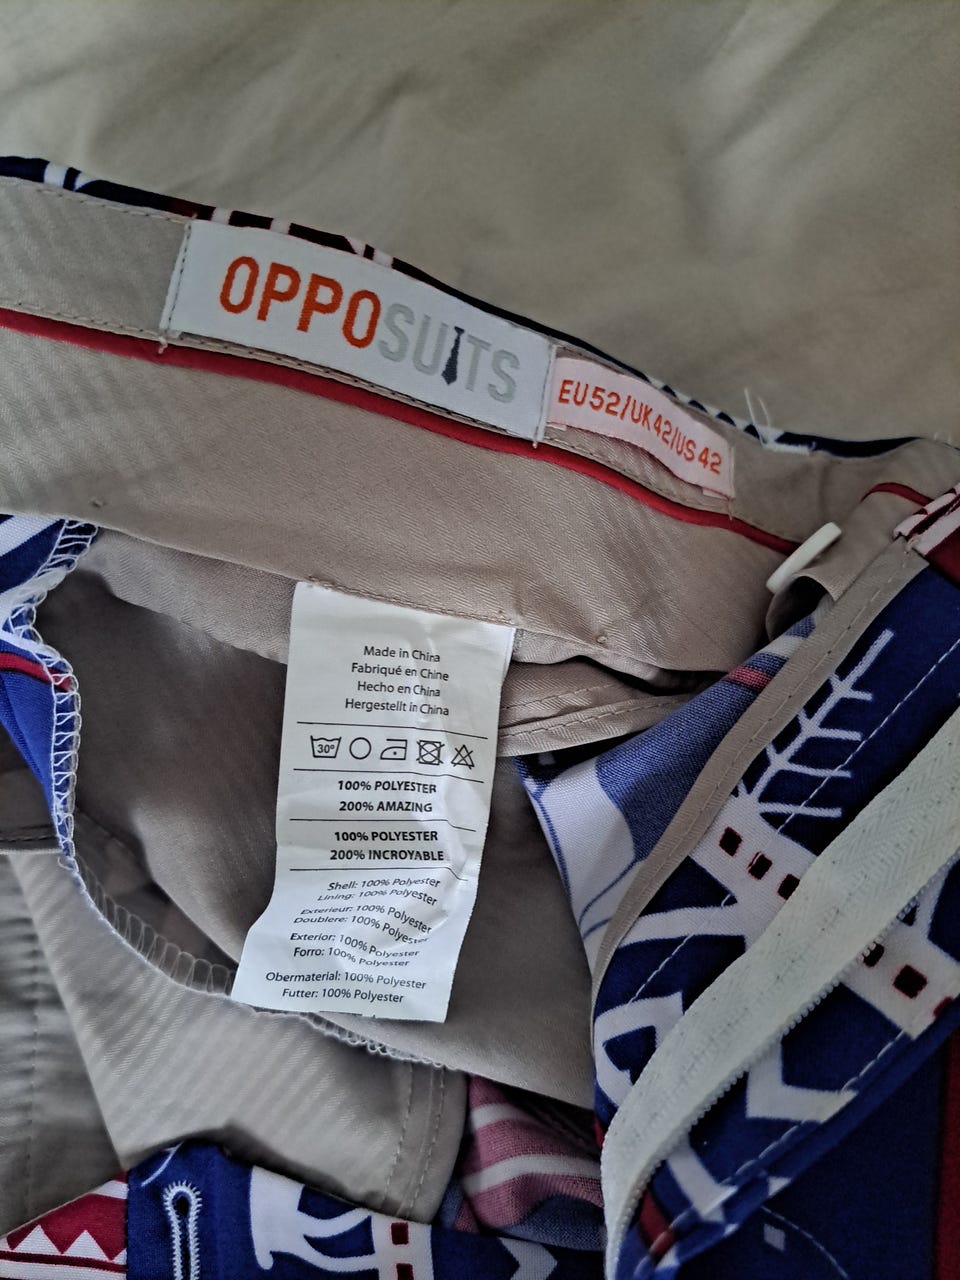 OPPOSUITS
EU52/UK42/US42
Made in China
Fabriqué en Chine
Hecho en China
Hergestellt in China
30°
100% POLYESTER
200% AMAZING
100% POLYESTER
200% INCROYABLE
Shell: 100% Polyester
Lining: 100% Polyester
Exterieur: 100% Polyester
Doublere: 100% Polyester
Exterior: 100% Polyester
Forro: 100% Polyester
Obermaterial: 100% Polyester
Futter: 100% Polyester